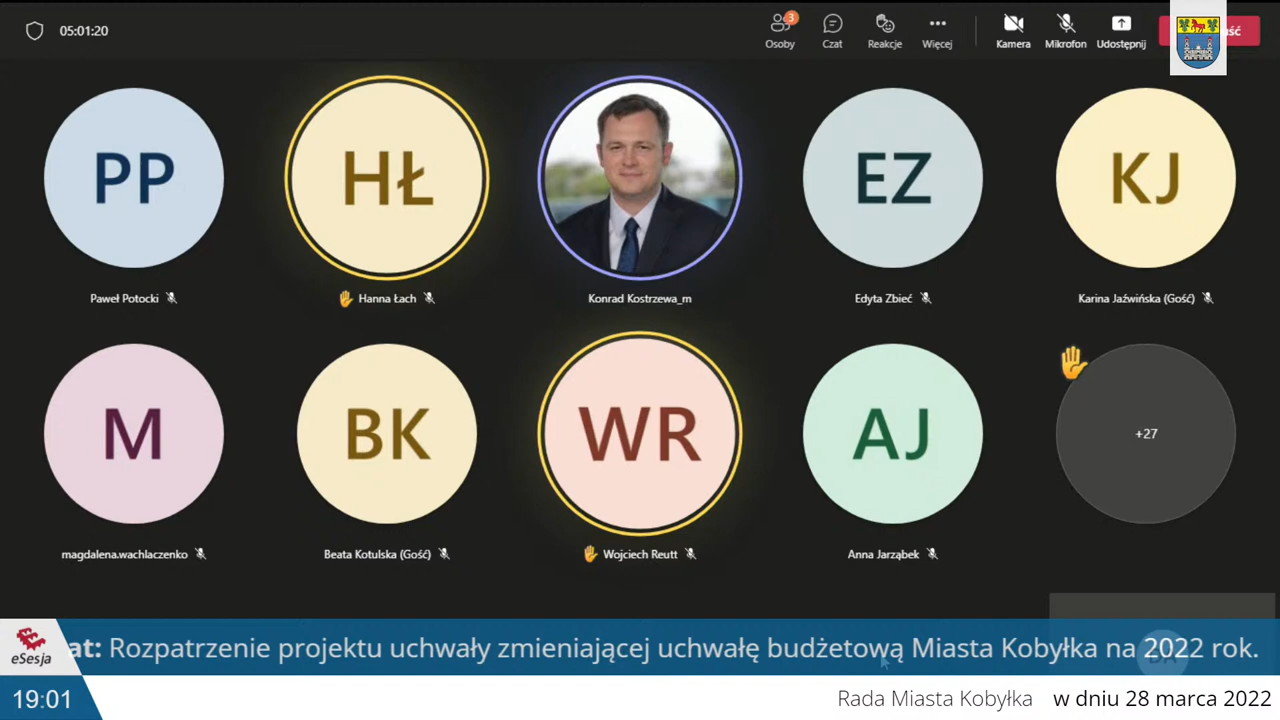 05:01:20
3
Osoby
Czat
Reakcje
Więcej
Kamera
Mikrofon
Udostępnij
ść
PP
HŁ
EZ
KJ
Paweł Potocki
Hanna Łach
Konrad Kostrzewa_m
Edyta Zbieć
Karina Jaźwińska (Gość)
M
BK
WR
AJ
+27
magdalena.wachlaczenko
Beata Kotulska (Gość)
Wojciech Reutt
Anna Jarząbek
eSesja
at: Rozpatrzenie projektu uchwały zmieniającej uchwałę budżetową Miasta Kobyłka na 2022 rok.
19:01
Rada Miasta Kobyłka w dniu 28 marca 2022